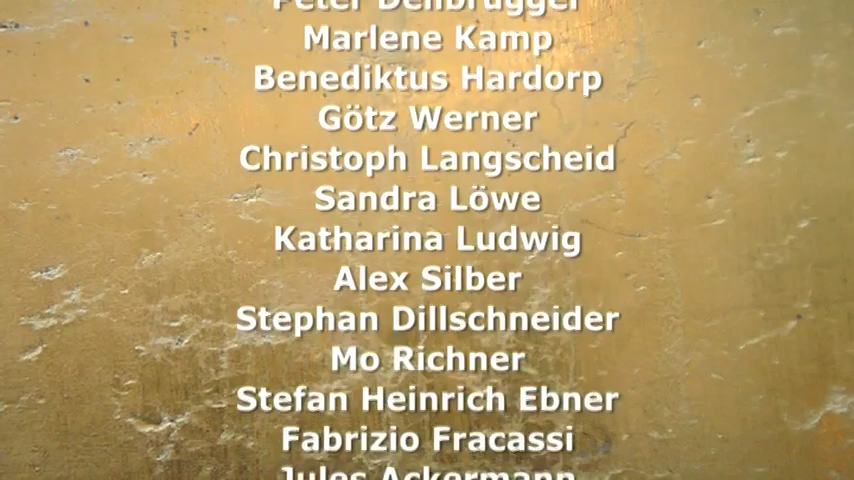 Peter Dellbrügger
Marlene Kamp
Benediktus Hardorp
Götz Werner
Christoph Langscheid
Sandra Löwe
Katharina Ludwig
Alex Silber
Stephan Dillschneider
Mo Richner
Stefan Heinrich Ebner
Fabrizio Fracassi
Jules Ackermann